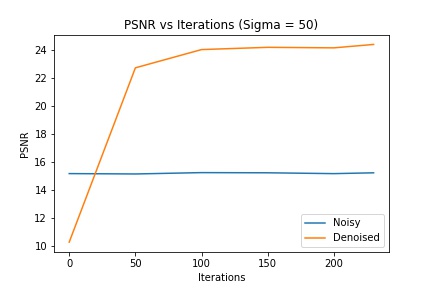 PSNR vs Iterations (Sigma = 50)
PSNR
24
22
20
18
16
14
12
10
0 50 100 150 200
Iterations
Noisy
Denoised